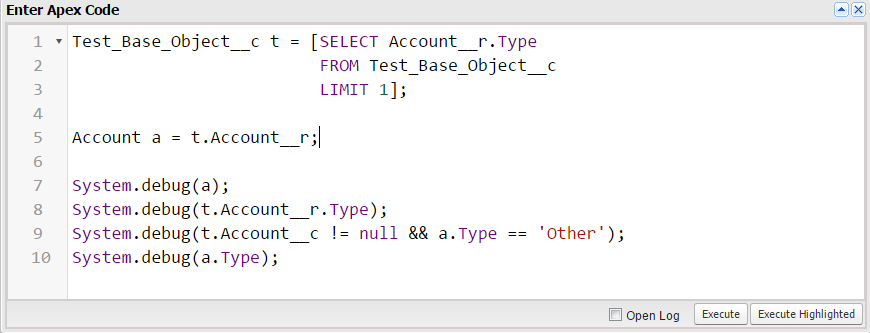 Enter Apex Code
1 Test_Base_Object__c t = [SELECT Account__r.Type
2 FROM Test_Base_Object__c
3 LIMIT 1];
4
5 Account a = t.Account__r;
6
7 System.debug(a);
8 System.debug(t.Account__r.Type);
9 System.debug(t.Account__c != null && a.Type == 'Other');
10 System.debug(a.Type);
Open Log Execute Execute Highlighted